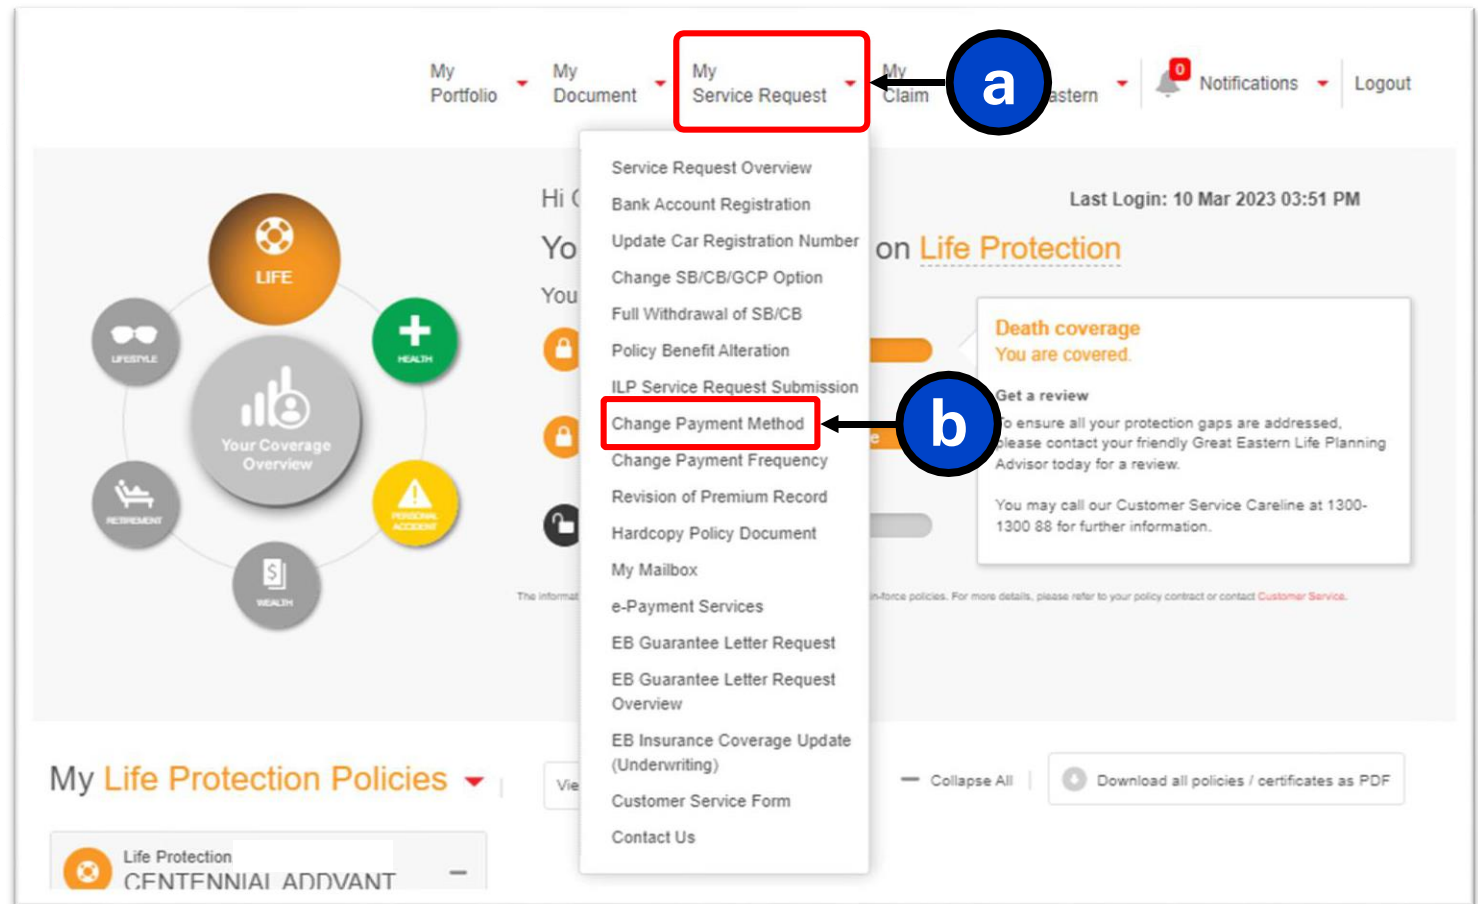 My
Portfolio
My
Document
My
Service Request
My
Claim
a
astern
0
Notifications
Logout
Service Request Overview
Bank Account Registration
Update Car Registration Number
Change SB/CB/GCP Option
Full Withdrawal of SB/CB
Policy Benefit Alteration
ILP Service Request Submission
Change Payment Method
b
Change Payment Frequency
Revision of Premium Record
Hardcopy Policy Document
My Mailbox
e-Payment Services
EB Guarantee Letter Request
EB Guarantee Letter Request
Overview
EB Insurance Coverage Update
(Underwriting)
Customer Service Form
Contact Us
LIFE
LIFESTYLE
HEALTH
Your Coverage
Overview
RETIREMENT
PERSONAL
ACCIDENT
$
WEALTH
Hi
Last Login: 10 Mar 2023 03:51 PM
Yo
on Life Protection
You
Death coverage
You are covered.
Get a review
To ensure all your protection gaps are addressed,
please contact your friendly Great Eastern Life Planning
Advisor today for a review.
You may call our Customer Service Careline at 1300-
1300 88 for further information.
e
The informat
in-force policies. For more details, please refer to your policy contract or contact Customer Service.
My Life Protection Policies
Vie
Collapse All
Download all policies / certificates as PDF
Life Protection
CENTENNIAL ADDVANT